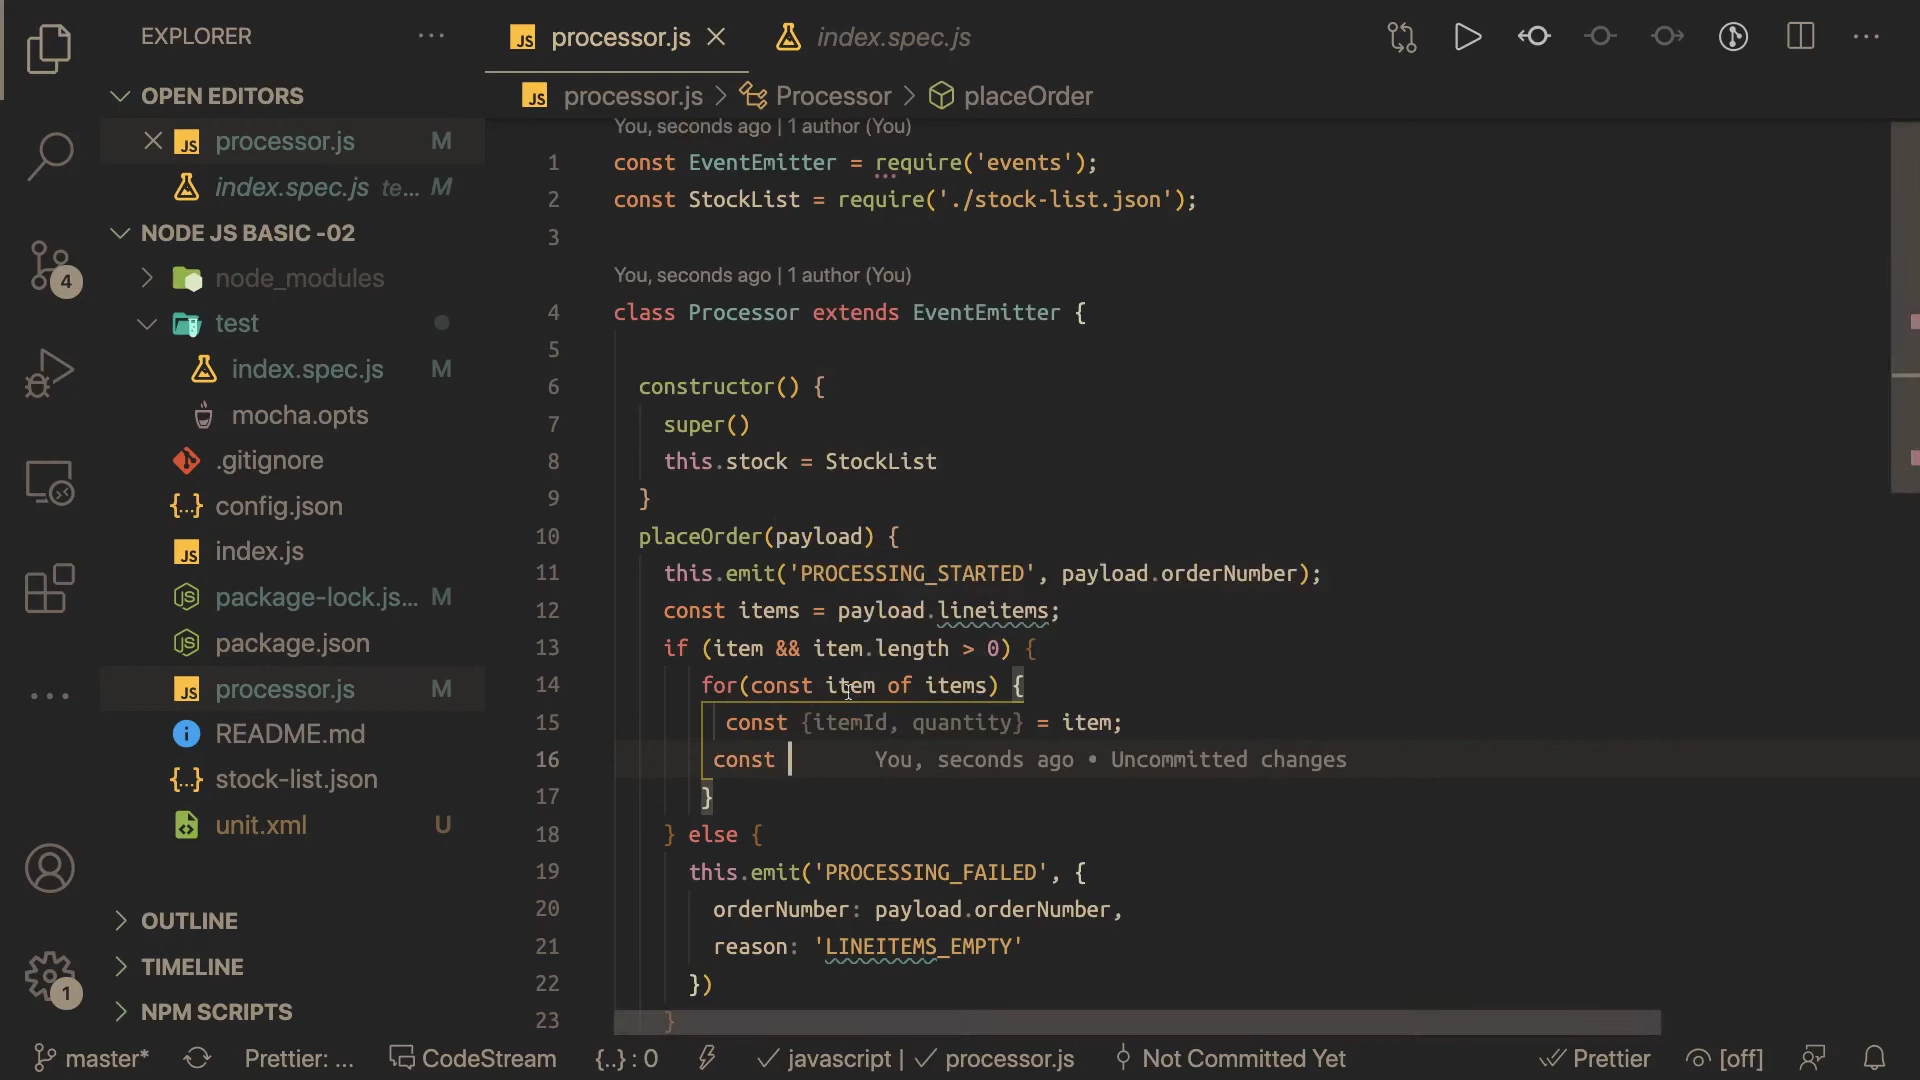 EXPLORER
OPEN EDITORS
processor.js M
index.spec.js te... M
NODE JS BASIC -02
node_modules
test
index.spec.js M
mocha.opts
.gitignore
config.json
index.js
package-lock.js... M
package.json
processor.js M
README.md
stock-list.json
unit.xml U
OUTLINE
TIMELINE
NPM SCRIPTS
4
1
processor.js
index.spec.js
processor.js > Processor > placeOrder
You, seconds ago | 1 author (You)
1 const EventEmitter = require('events');
2 const StockList = require('./stock-list.json');
3
You, seconds ago | 1 author (You)
4 class Processor extends EventEmitter {
5
6 constructor() {
7 super()
8 this.stock = StockList
9 }
10 placeOrder(payload) {
11 this.emit('PROCESSING_STARTED', payload.orderNumber);
12 const items = payload.lineitems;
13 if (item && item.length > 0) {
14 for(const item of items) {
15 const {itemId, quantity} = item;
16 const You, seconds ago • Uncommitted changes
17 }
18 } else {
19 this.emit('PROCESSING_FAILED', {
20 orderNumber: payload.orderNumber,
21 reason: 'LINEITEMS_EMPTY'
22 })
23 }
master* Prettier: ... CodeStream {..} : 0 javascript | processor.js Not Committed Yet Prettier [off]